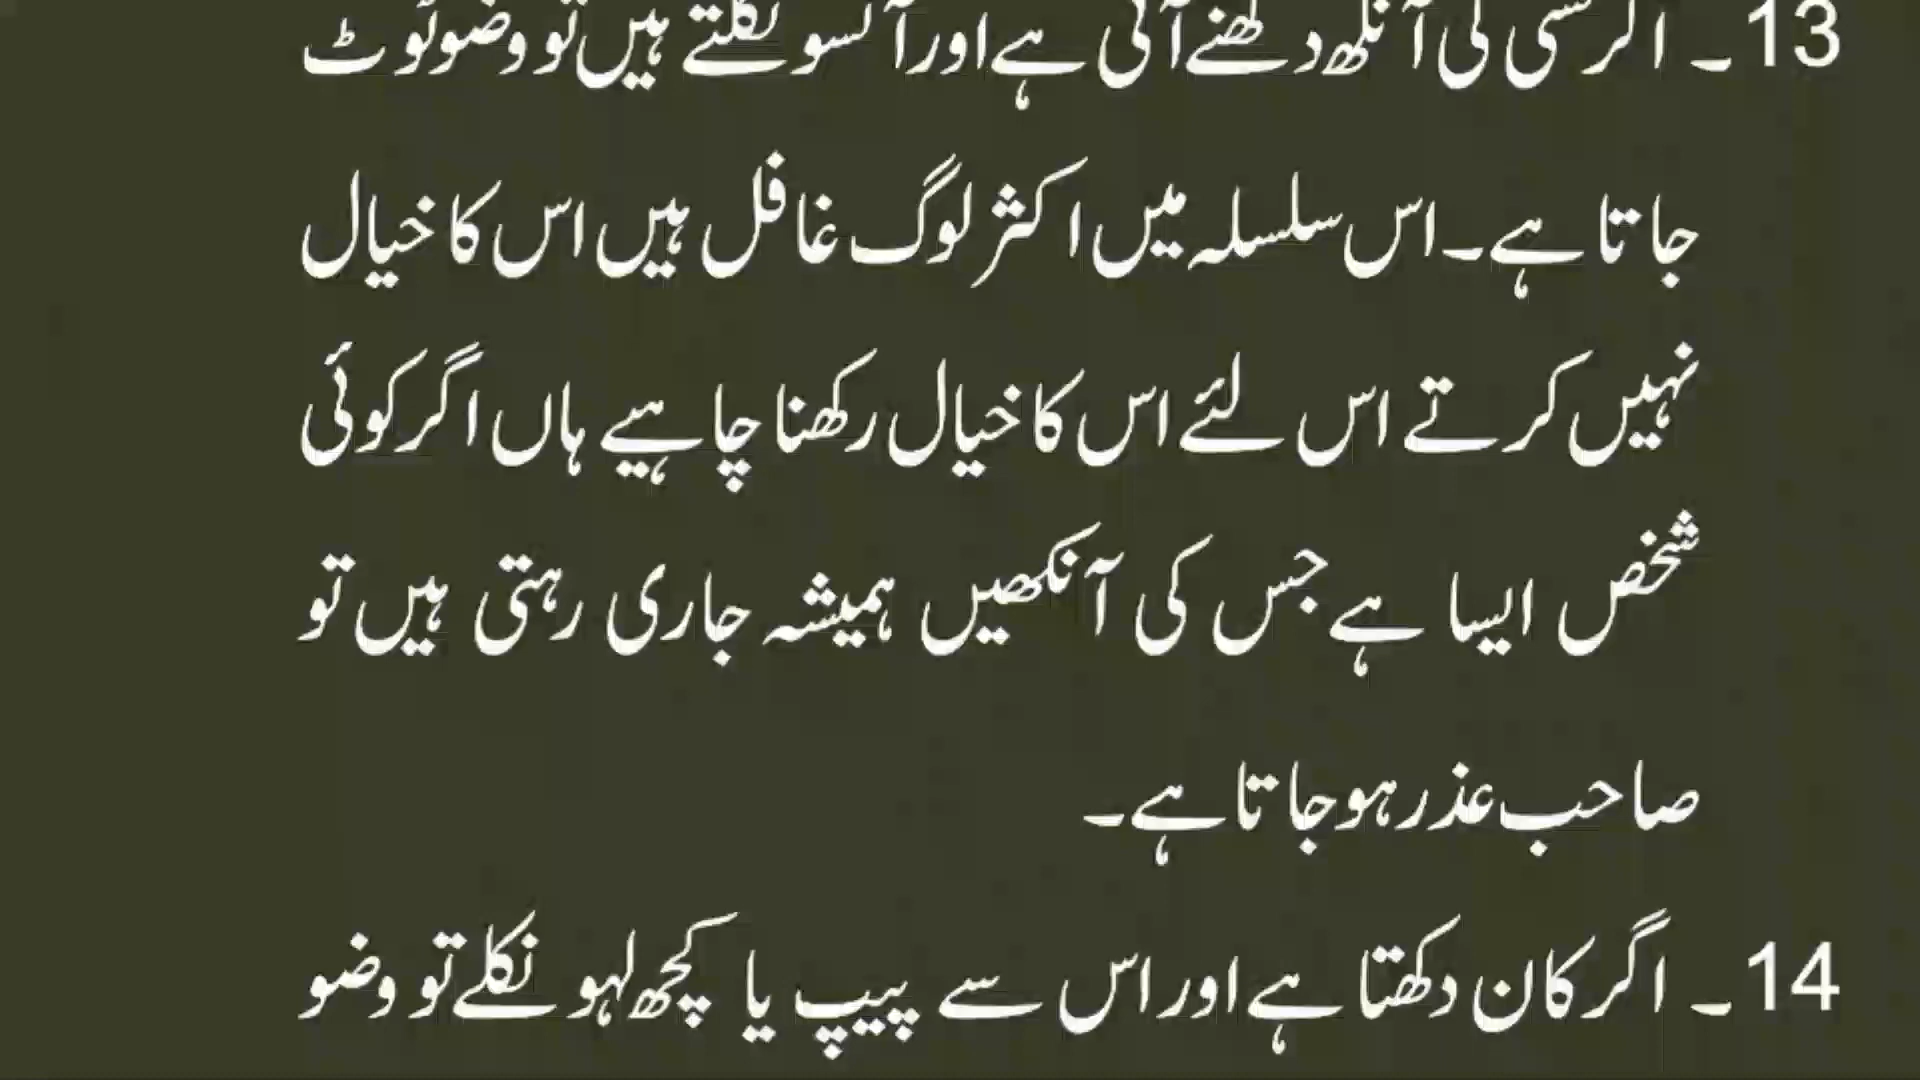 13۔ اگر کسی کی آنکھ دکھنے آئی ہے اور آنسو نکلتے ہیں تو وضو ٹوٹ
جاتا ہے۔ اس سلسلہ میں اکثر لوگ غافل ہیں اس کا خیال
نہیں کرتے اس لئے اس کا خیال رکھنا چاہیے ہاں اگر کوئی
شخص ایسا ہے جس کی آنکھیں ہمیشہ جاری رہتی ہیں تو
صاحب عذر ہو جاتا ہے۔
14۔ اگر کان دکھتا ہے اور اس سے پیپ یا کچھ لہو نکلے تو وضو